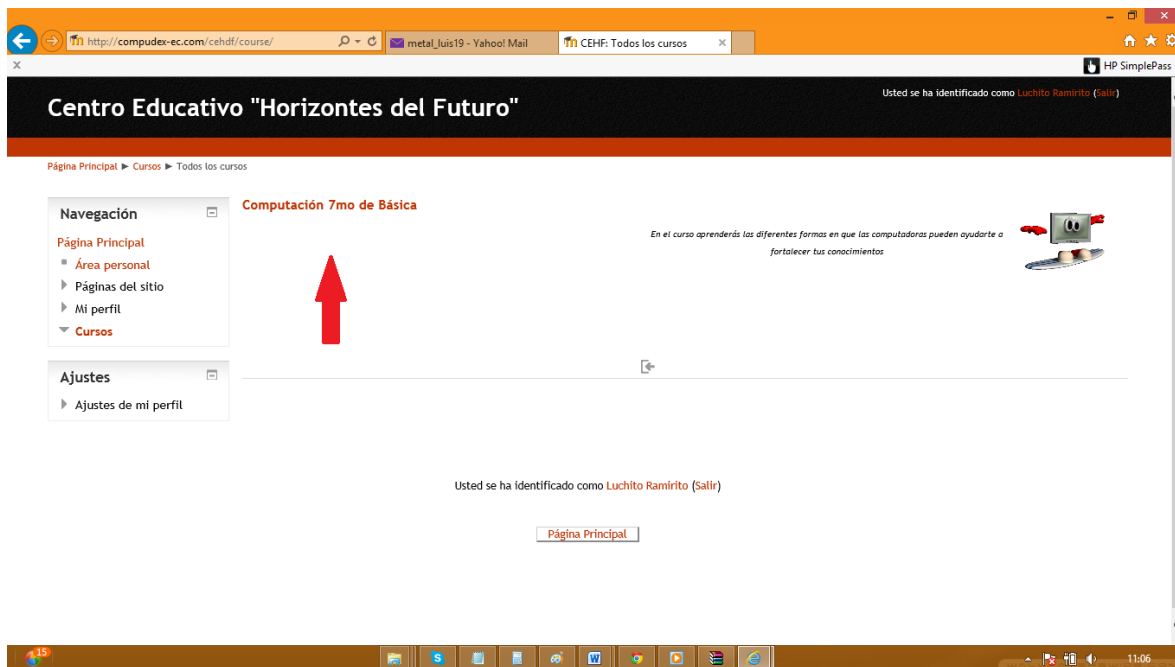 http://compudex-ec.com/cehdf/course/
metal_luis19 - Yahoo! Mail
CEHF: Todos los cursos
HP SimplePass
Centro Educativo "Horizontes del Futuro"
Usted se ha identificado como Luchito Ramirito (Salir)
Página Principal ► Cursos ► Todos los cursos
Navegación
Página Principal
Área personal
Páginas del sitio
Mi perfil
Cursos
Ajustes
Ajustes de mi perfil
Computación 7mo de Básica
En el curso aprenderás las diferentes formas en que las computadoras pueden ayudarte a
fortalecer tus conocimientos
Usted se ha identificado como Luchito Ramirito (Salir)
Página Principal
15
11:06